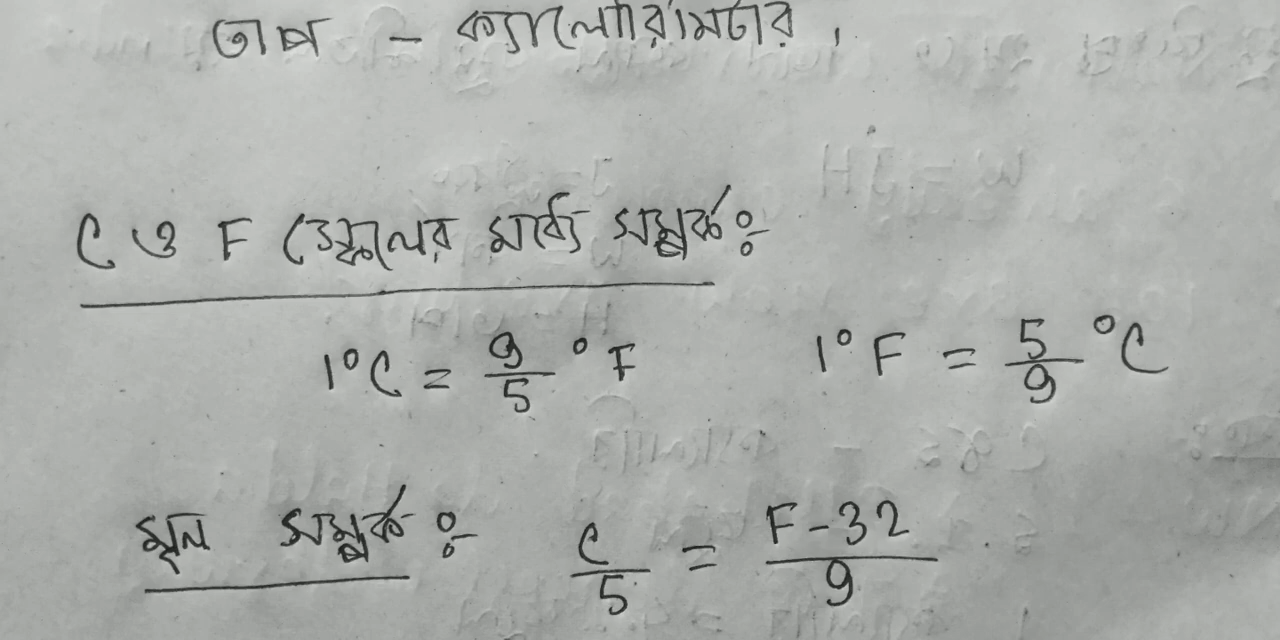 তাপ - ক্যালোরিমিটার ,
C ও F স্কেলের মধ্যে সম্পর্ক ঃ-
1°C = 9/5 °F    1°F = 5/9 °C
মূল সম্পর্ক ঃ- C/5 = F-32/9